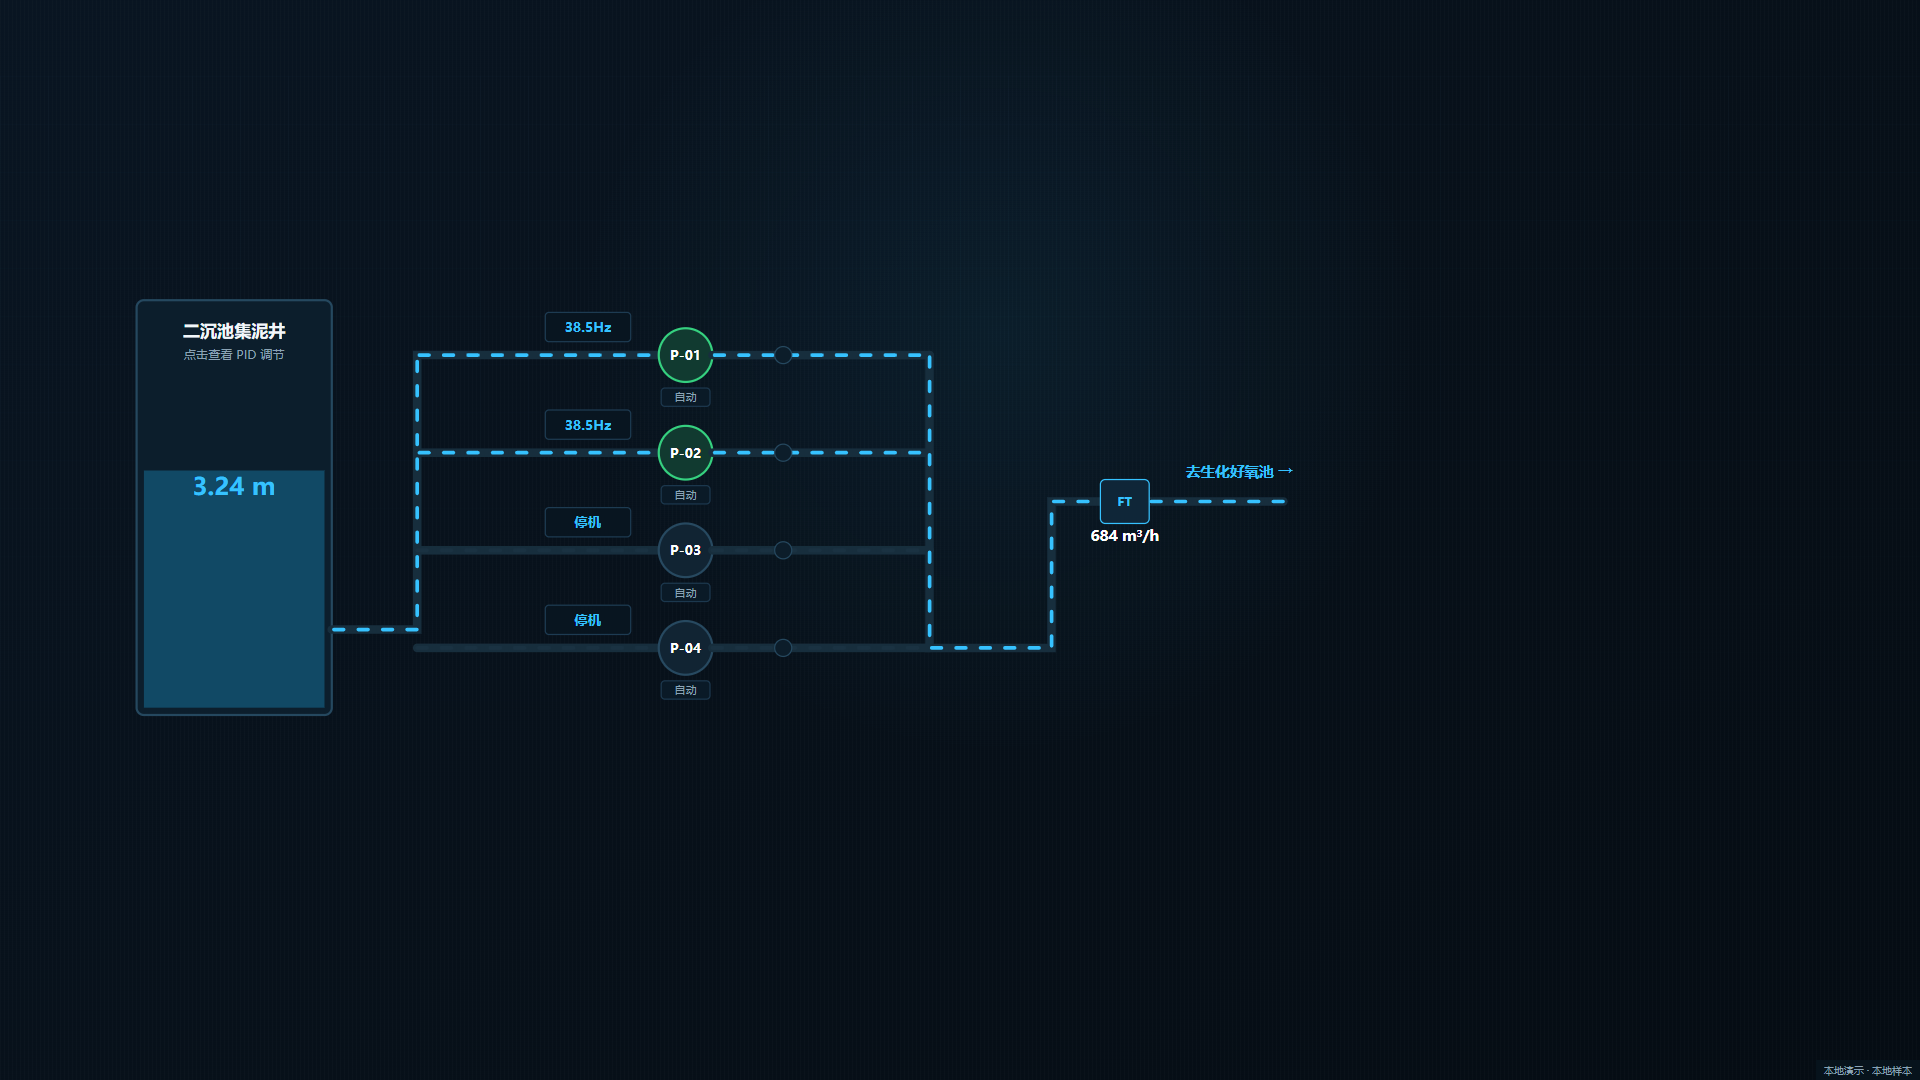 二沉池集泥井
点击查看 PID 调节
3.24 m
38.5Hz
P-01
自动
38.5Hz
P-02
自动
停机
P-03
自动
停机
P-04
自动
去生化好氧池 →
FT
684 m³/h
本地演示 · 本地样本